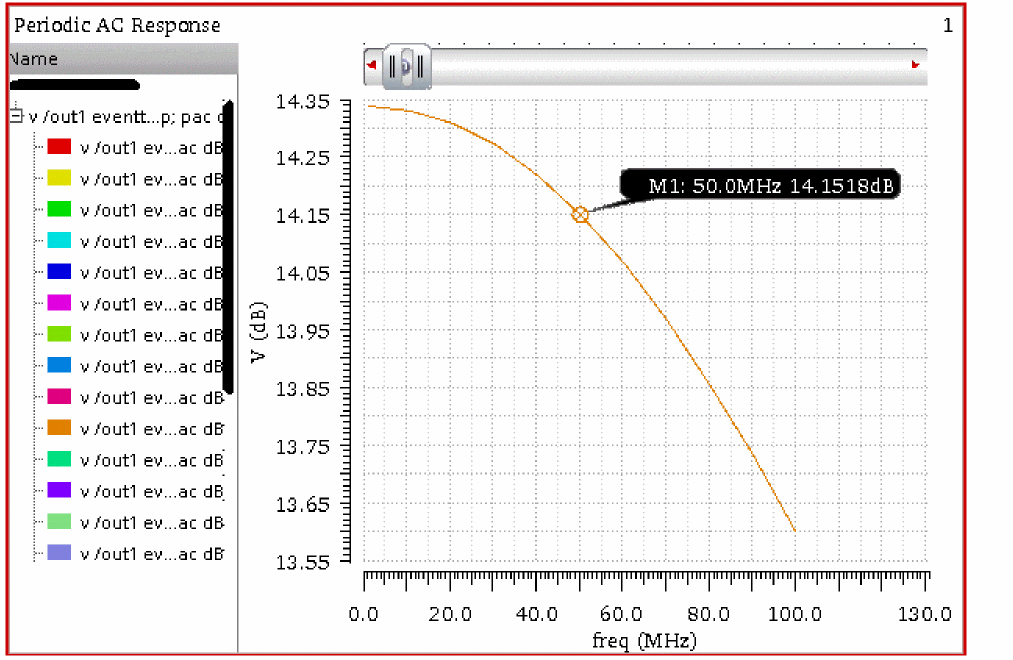 Periodic AC Response
1
Name
v /out1 eventt...p; pac
v /out1 ev...ac dB
v /out1 ev...ac dB
v /out1 ev...ac dB
v /out1 ev...ac dB
v /out1 ev...ac dB
v /out1 ev...ac dB
v /out1 ev...ac dB
v /out1 ev...ac dB
v /out1 ev...ac dB
v /out1 ev...ac dB
v /out1 ev...ac dB
v /out1 ev...ac dB
v /out1 ev...ac dB
v /out1 ev...ac dB
V (dB)
14.35
14.25
14.15
14.05
13.95
13.85
13.75
13.65
13.55
M1: 50.0MHz 14.1518dB
0.0 20.0 40.0 60.0 80.0 100.0 130.0
freq (MHz)